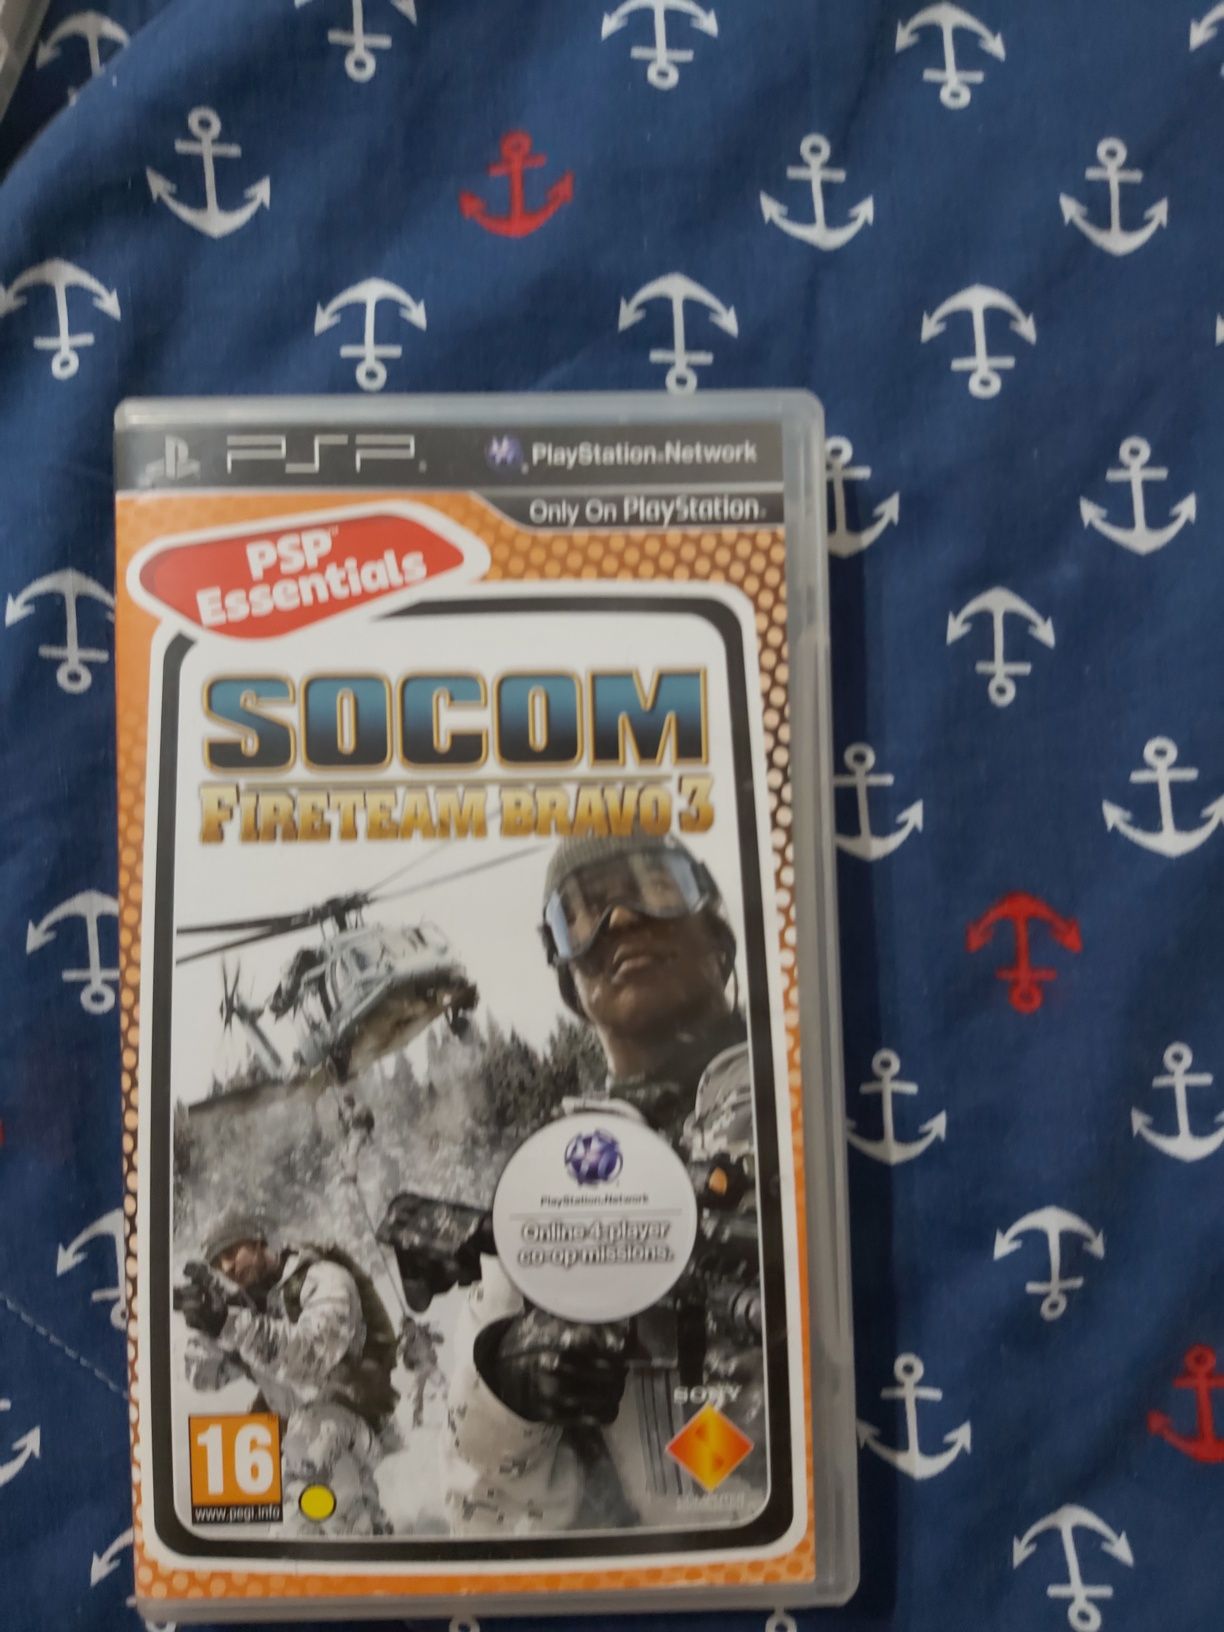 PSP
PlayStation®Network
Only On PlayStation®
PSP™
Essentials
SOCOM
FIRETEAM BRAVO 3
PlayStation®Network
Online 4-player
co-op missions.
SONY
16
www.pegi.info